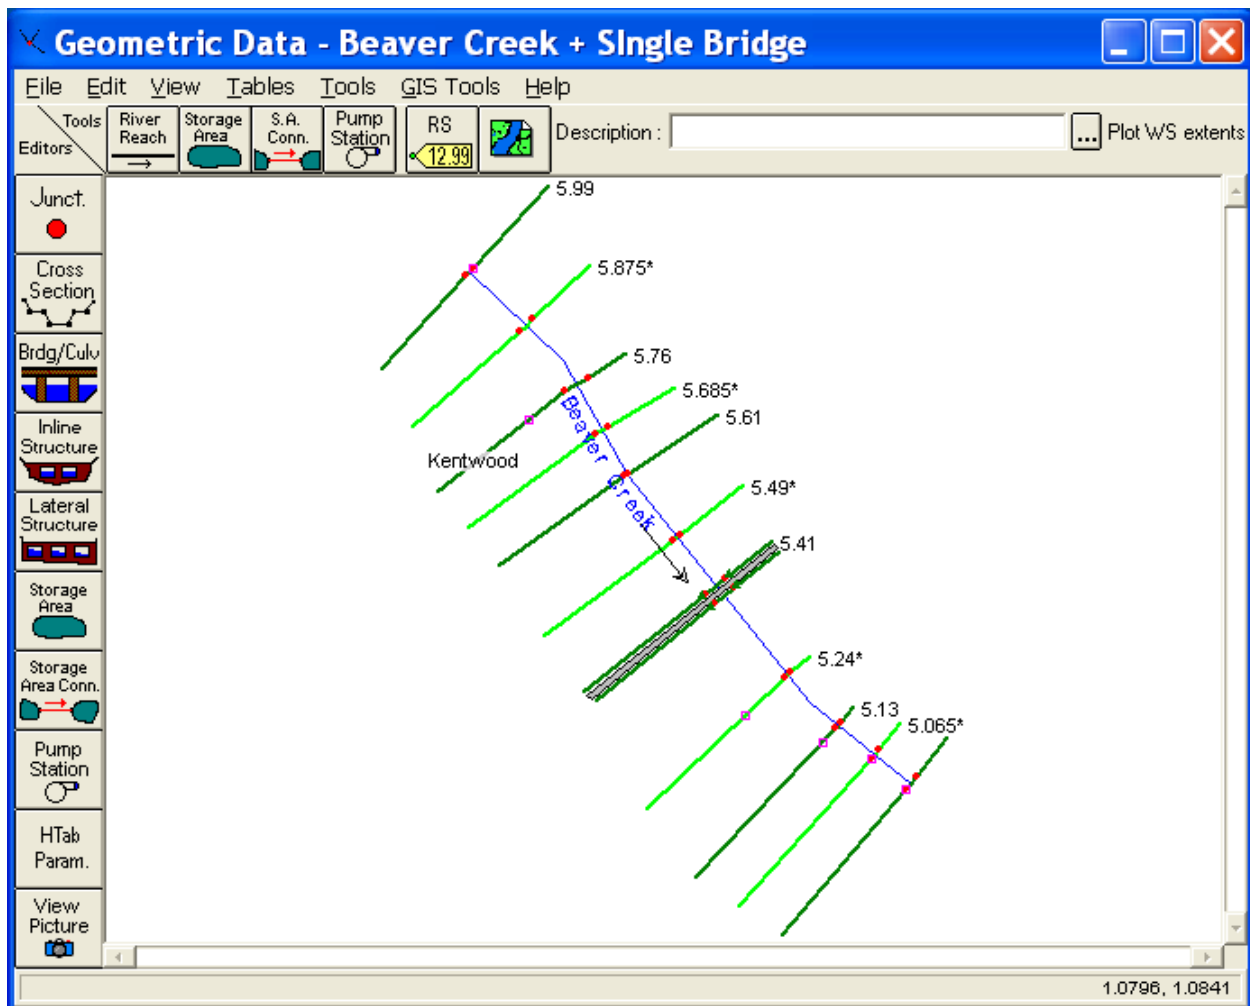 Geometric Data - Beaver Creek + SIngle Bridge
File Edit View Tables Tools GIS Tools Help
Tools
Editors
River
Reach
Storage
Area
S.A.
Conn.
Pump
Station
RS
12.99
Description :
...
Plot WS extents
Junct.
Cross
Section
Brdg/Culv
Inline
Structure
Lateral
Structure
Storage
Area
Storage
Area Conn.
Pump
Station
HTab
Param.
View
Picture
5.99
5.875*
5.76
5.685*
5.61
Kentwood
Beaver Creek
5.49*
5.41
5.24*
5.13
5.065*
1.0796, 1.0841